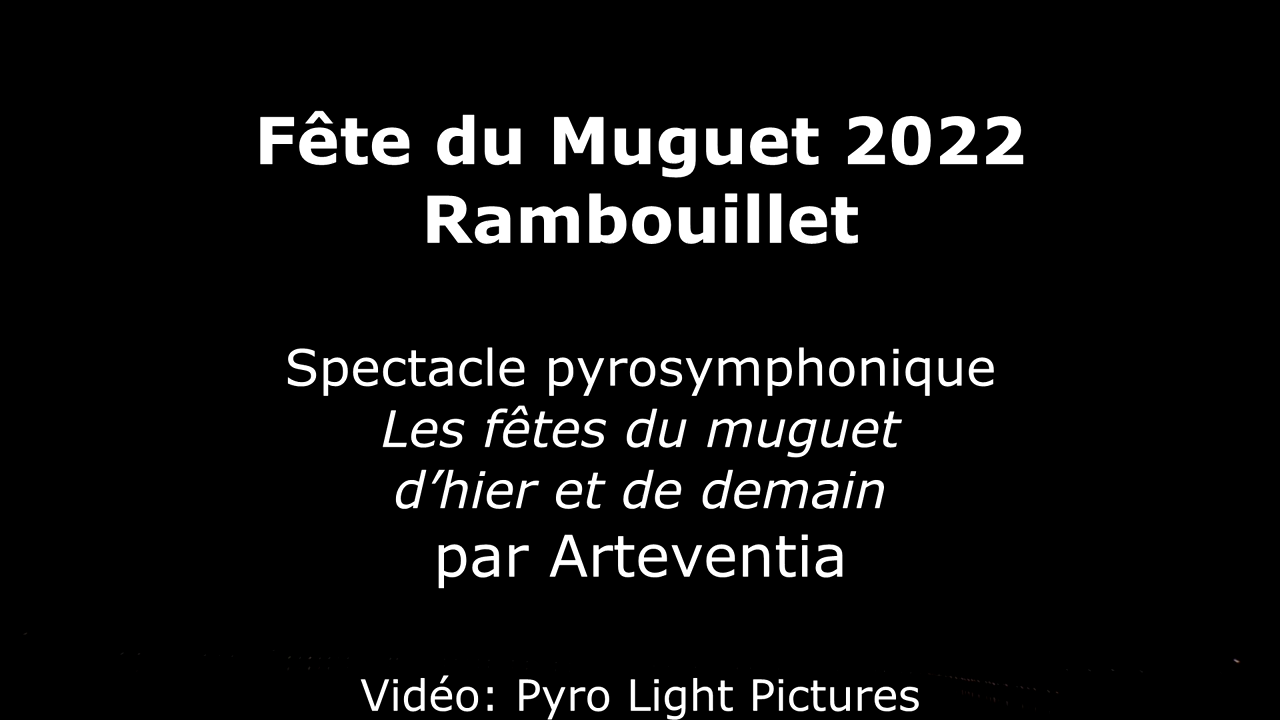 Fête du Muguet 2022
Rambouillet
Spectacle pyrosymphonique
Les fêtes du muguet
d’hier et de demain
par Arteventia
Vidéo: Pyro Light Pictures